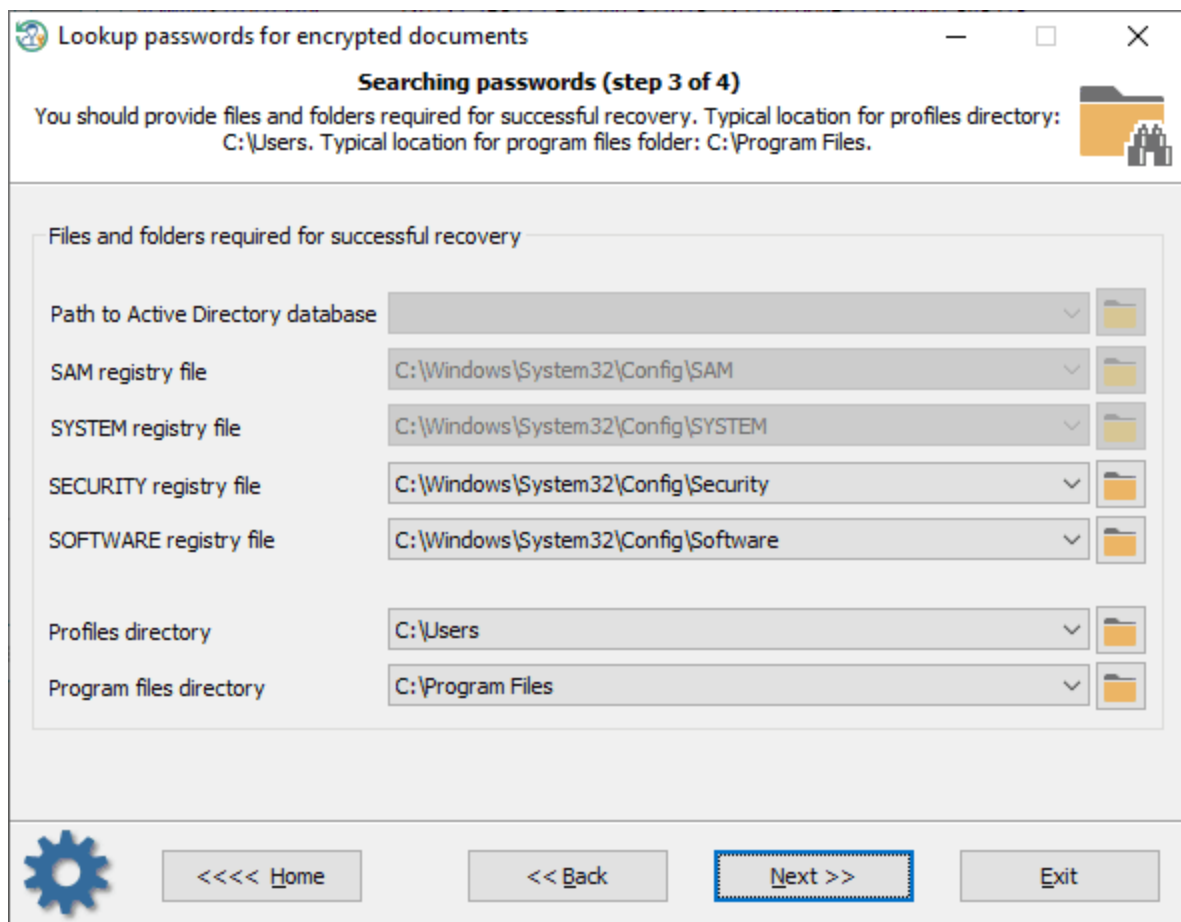 Lookup passwords for encrypted documents
Searching passwords (step 3 of 4)
You should provide files and folders required for successful recovery. Typical location for profiles directory:
C:\Users. Typical location for program files folder: C:\Program Files.
Files and folders required for successful recovery
Path to Active Directory database
SAM registry file C:\Windows\System32\Config\SAM
SYSTEM registry file C:\Windows\System32\Config\SYSTEM
SECURITY registry file C:\Windows\System32\Config\Security
SOFTWARE registry file C:\Windows\System32\Config\Software
Profiles directory C:\Users
Program files directory C:\Program Files
<<<< Home << Back Next >> Exit